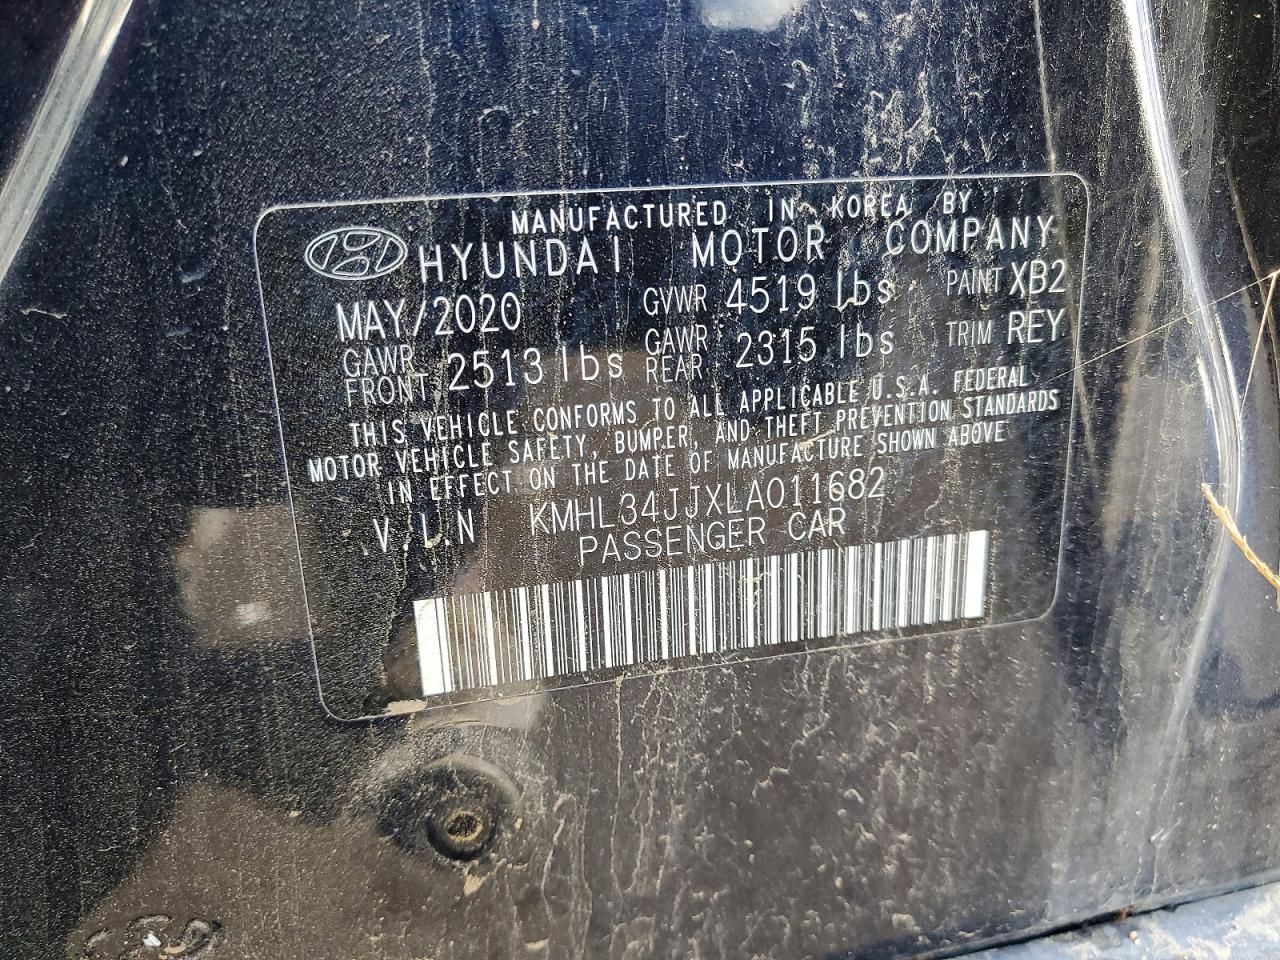 MANUFACTURED IN KOREA BY
HYUNDAI MOTOR COMPANY
MAY/2020 GVWR 4519 lbs PAINT XB2
GAWR FRONT 2513 lbs GAWR REAR 2315 lbs TRIM REY
THIS VEHICLE CONFORMS TO ALL APPLICABLE U.S.A. FEDERAL
MOTOR VEHICLE SAFETY, BUMPER, AND THEFT PREVENTION STANDARDS
IN EFFECT ON THE DATE OF MANUFACTURE SHOWN ABOVE
V.I.N KMHL34JJXLA011682
PASSENGER CAR